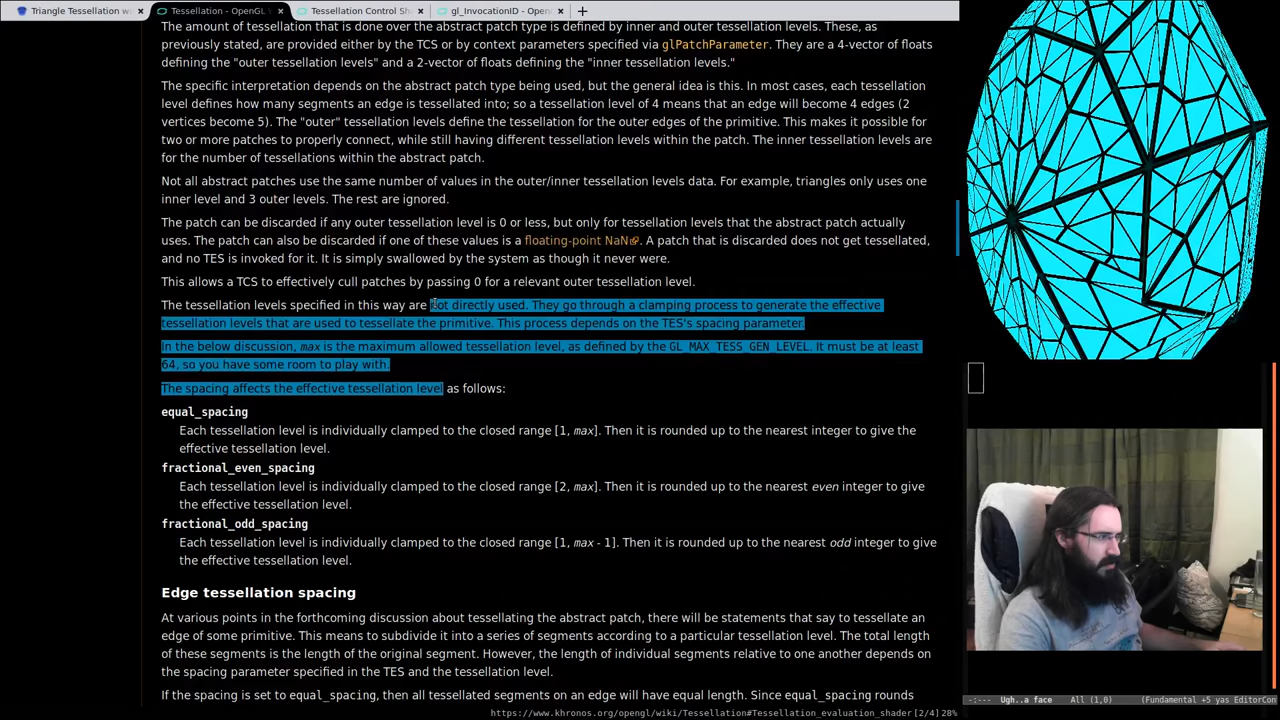 Triangle Tessellation w
Tessellation - OpenGL
Tessellation Control Sh
gl_InvocationID - Open
The amount of tessellation that is done over the abstract patch type is defined by inner and outer tessellation levels. These, as
previously stated, are provided either by the TCS or by context parameters specified via glPatchParameter. They are a 4-vector of floats
defining the "outer tessellation levels" and a 2-vector of floats defining the "inner tessellation levels."
The specific interpretation depends on the abstract patch type being used, but the general idea is this. In most cases, each tessellation
level defines how many segments an edge is tessellated into; so a tessellation level of 4 means that an edge will become 4 edges (2
vertices become 5). The "outer" tessellation levels define the tessellation for the outer edges of the primitive. This makes it possible for
two or more patches to properly connect, while still having different tessellation levels within the patch. The inner tessellation levels are
for the number of tessellations within the abstract patch.
Not all abstract patches use the same number of values in the outer/inner tessellation levels data. For example, triangles only uses one
inner level and 3 outer levels. The rest are ignored.
The patch can be discarded if any outer tessellation level is 0 or less, but only for tessellation levels that the abstract patch actually
uses. The patch can also be discarded if one of these values is a floating-point NaN. A patch that is discarded does not get tessellated,
and no TES is invoked for it. It is simply swallowed by the system as though it never were.
This allows a TCS to effectively cull patches by passing 0 for a relevant outer tessellation level.
The tessellation levels specified in this way are not directly used. They go through a clamping process to generate the effective
tessellation levels that are used to tessellate the primitive. This process depends on the TES's spacing parameter.
In the below discussion, max is the maximum allowed tessellation level, as defined by the GL_MAX_TESS_GEN_LEVEL. It must be at least
64, so you have some room to play with.
The spacing affects the effective tessellation level as follows:
equal_spacing
Each tessellation level is individually clamped to the closed range [1, max]. Then it is rounded up to the nearest integer to give the
effective tessellation level.
fractional_even_spacing
Each tessellation level is individually clamped to the closed range [2, max]. Then it is rounded up to the nearest even integer to give
the effective tessellation level.
fractional_odd_spacing
Each tessellation level is individually clamped to the closed range [1, max - 1]. Then it is rounded up to the nearest odd integer to give
the effective tessellation level.
Edge tessellation spacing
At various points in the forthcoming discussion about tessellating the abstract patch, there will be statements that say to tessellate an
edge of some primitive. This means to subdivide it into a series of segments according to a particular tessellation level. The total length
of these segments is the length of the original segment. However, the length of individual segments relative to one another depends on
the spacing parameter specified in the TES and the tessellation level.
If the spacing is set to equal_spacing, then all tessellated segments on an edge will have equal length. Since equal_spacing rounds
https://www.khronos.org/opengl/wiki/Tessellation#Tessellation_evaluation_shader [2/4] 28%
-:--- Ugh..a face All (1,0) (Fundamental +5 yas EditorCon